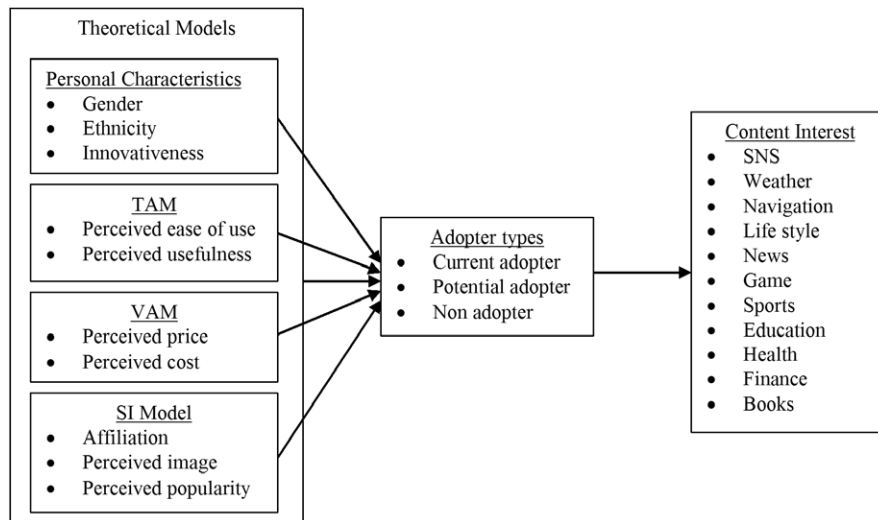 Theoretical Models
Personal Characteristics
• Gender
• Ethnicity
• Innovativeness
TAM
• Perceived ease of use
• Perceived usefulness
VAM
• Perceived price
• Perceived cost
SI Model
• Affiliation
• Perceived image
• Perceived popularity
Adopter types
• Current adopter
• Potential adopter
• Non adopter
Content Interest
• SNS
• Weather
• Navigation
• Life style
• News
• Game
• Sports
• Education
• Health
• Finance
• Books